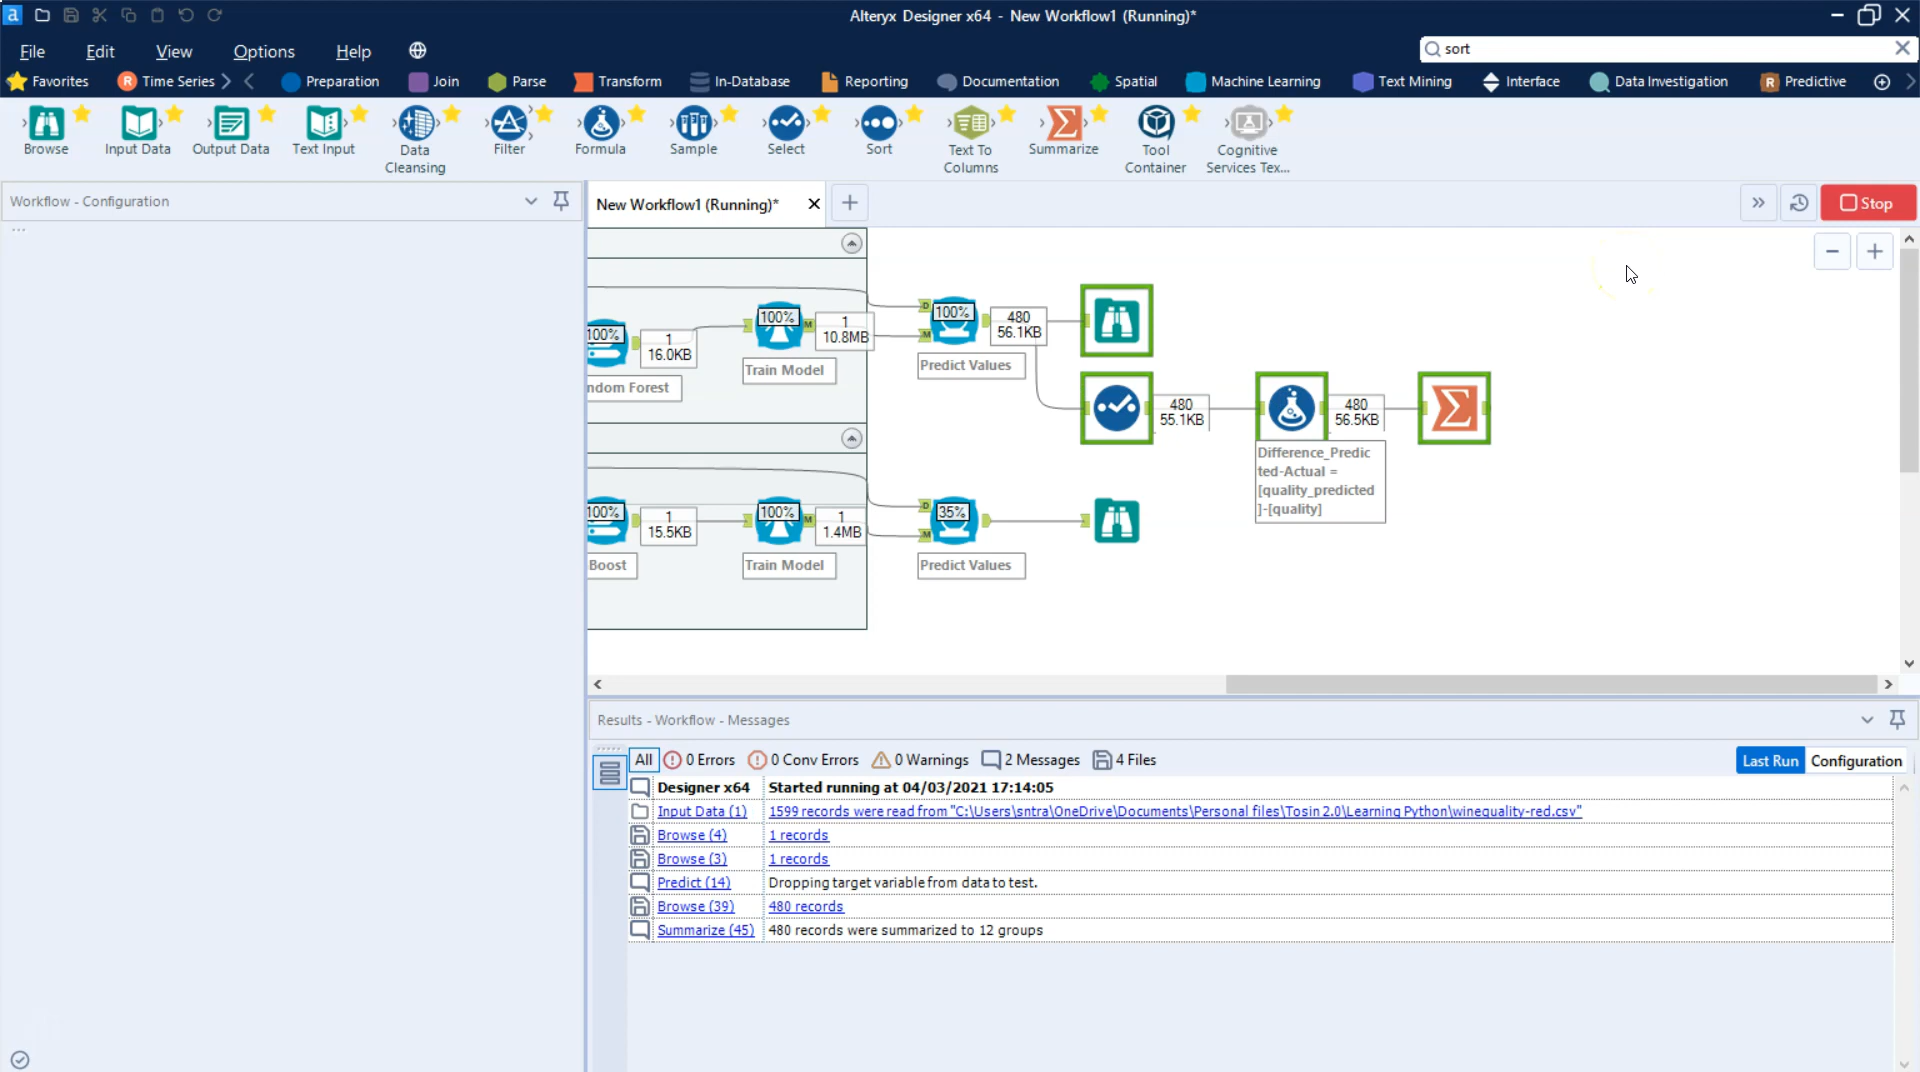 a
Alteryx Designer x64 - New Workflow1 (Running)*
File Edit View Options Help
sort
Favorites
R Time Series
Preparation
Join
Parse
Transform
In-Database
Reporting
Documentation
Spatial
Machine Learning
Text Mining
Interface
Data Investigation
R Predictive
Browse
Input Data
Output Data
Text Input
Data
Cleansing
Filter
Formula
Sample
Select
Sort
Text To
Columns
Summarize
Tool
Container
Cognitive
Services Tex...
Workflow - Configuration
...
New Workflow1 (Running)*
Stop
100%
1
16.0KB
ndom Forest
100%
M
1
10.8MB
Train Model
D
M
100%
480
56.1KB
Predict Values
480
55.1KB
480
56.5KB
Difference_Predic
ted-Actual =
[quality_predicted
]-[quality]
100%
1
15.5KB
Boost
100%
M
1
1.4MB
Train Model
D
M
35%
Predict Values
Results - Workflow - Messages
All 0 Errors 0 Conv Errors 0 Warnings 2 Messages 4 Files
Last Run Configuration
Designer x64 Started running at 04/03/2021 17:14:05
Input Data (1) 1599 records were read from "C:\Users\sntra\OneDrive\Documents\Personal files\Tosin 2.0\Learning Python\winequality-red.csv"
Browse (4) 1 records
Browse (3) 1 records
Predict (14) Dropping target variable from data to test.
Browse (39) 480 records
Summarize (45) 480 records were summarized to 12 groups